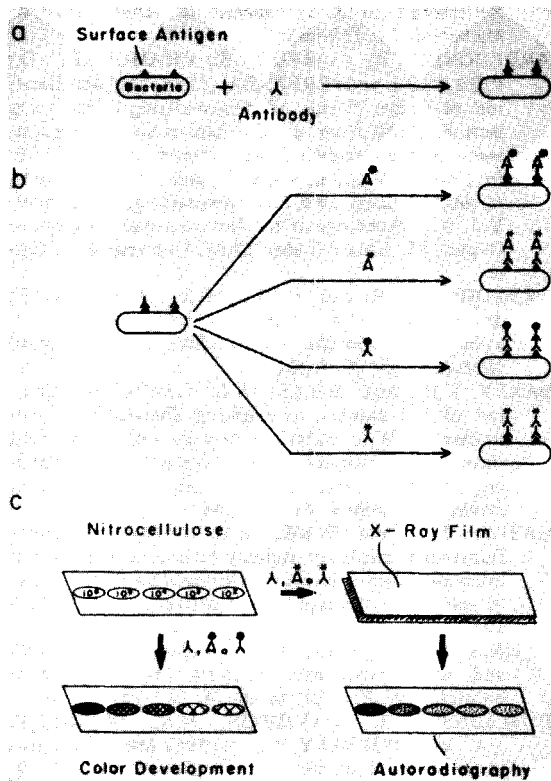 a
Surface Antigen
Bacteria
+
Antibody
b
c
Nitrocellulose
X-Ray Film
Color Development
Autoradiography